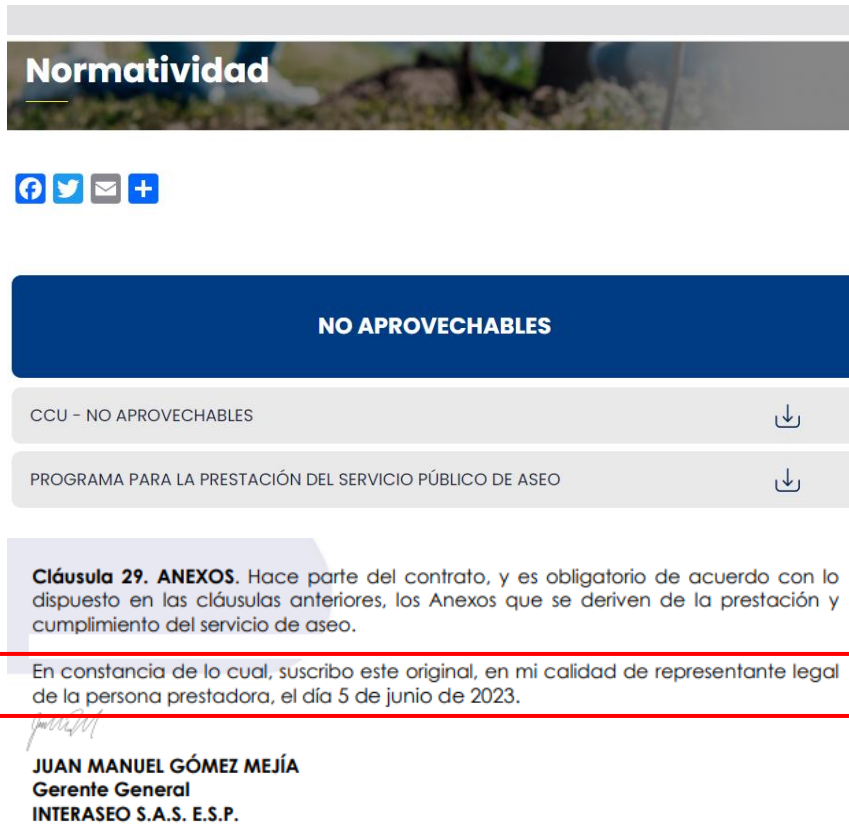 Normatividad
NO APROVECHABLES
CCU - NO APROVECHABLES
PROGRAMA PARA LA PRESTACIÓN DEL SERVICIO PÚBLICO DE ASEO
Cláusula 29. ANEXOS. Hace parte del contrato, y es obligatorio de acuerdo con lo
dispuesto en las cláusulas anteriores, los Anexos que se deriven de la prestación y
cumplimiento del servicio de aseo.
En constancia de lo cual, suscribo este original, en mi calidad de representante legal
de la persona prestadora, el día 5 de junio de 2023.
JUAN MANUEL GÓMEZ MEJÍA
Gerente General
INTERASEO S.A.S. E.S.P.